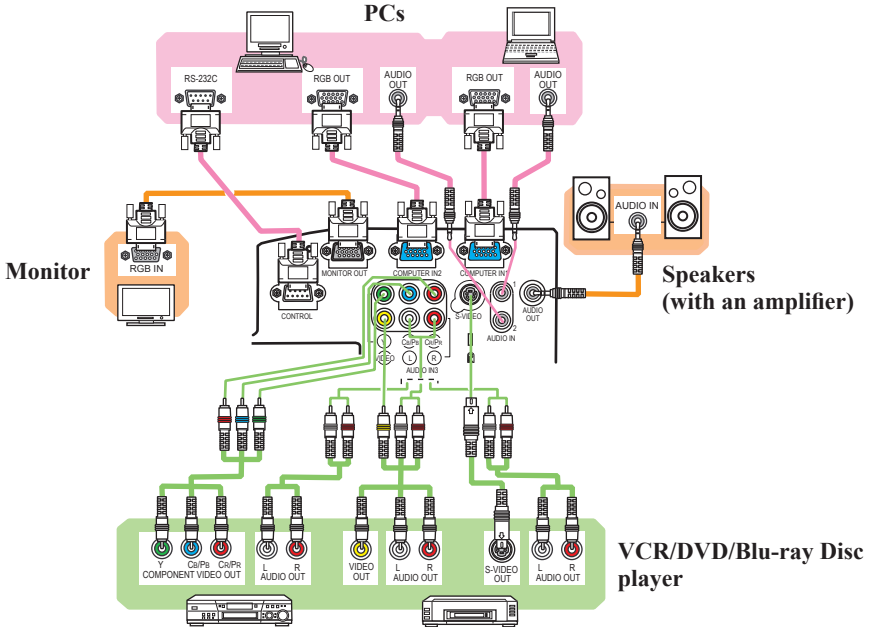 PCs
RS-232C
RGB OUT
AUDIO
OUT
RGB OUT
AUDIO
OUT
RGB IN
Monitor
AUDIO IN
Speakers
(with an amplifier)
MONITOR OUT
COMPUTER IN2
COMPUTER IN1
CONTROL
S-VIDEO
1
2
AUDIO IN
AUDIO
OUT
Y
CB/PB
CR/PR
VIDEO
L
R
AUDIO IN3
Y
CB/PB
CR/PR
COMPONENT VIDEO OUT
L
R
AUDIO OUT
VIDEO
OUT
L
R
AUDIO OUT
S-VIDEO
OUT
L
R
AUDIO OUT
VCR/DVD/Blu-ray Disc
player